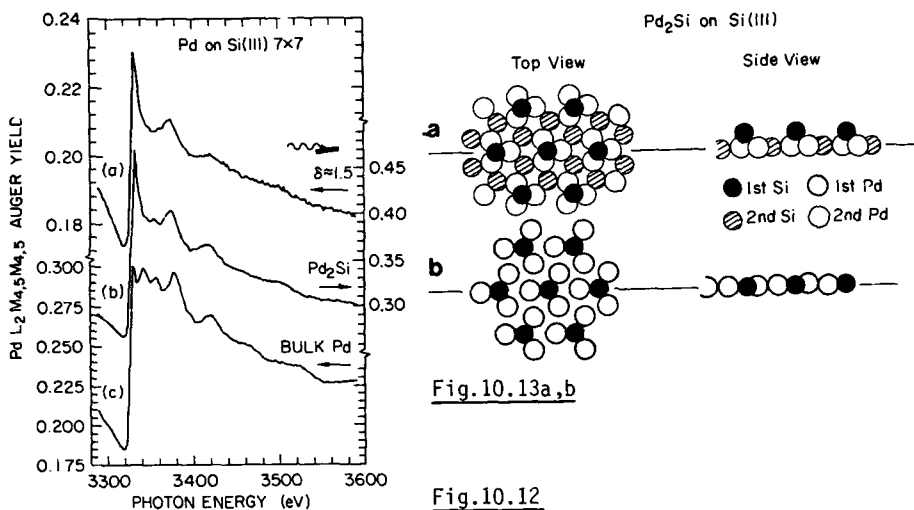 Pd on Si(III) 7×7
Pd L2M4,5M4,5 AUGER YIELD
0.24
0.22
0.20
0.18
0.300
0.275
0.250
0.225
0.200
0.175
(a)
(b)
(c)
δ≈1.5
Pd2Si
BULK Pd
0.45
0.40
0.35
0.30
3300
3400
3500
3600
PHOTON ENERGY (eV)
Pd2Si on Si(III)
Top View
Side View
a
b
1st Si
1st Pd
2nd Si
2nd Pd
Fig.10.13a,b
Fig.10.12